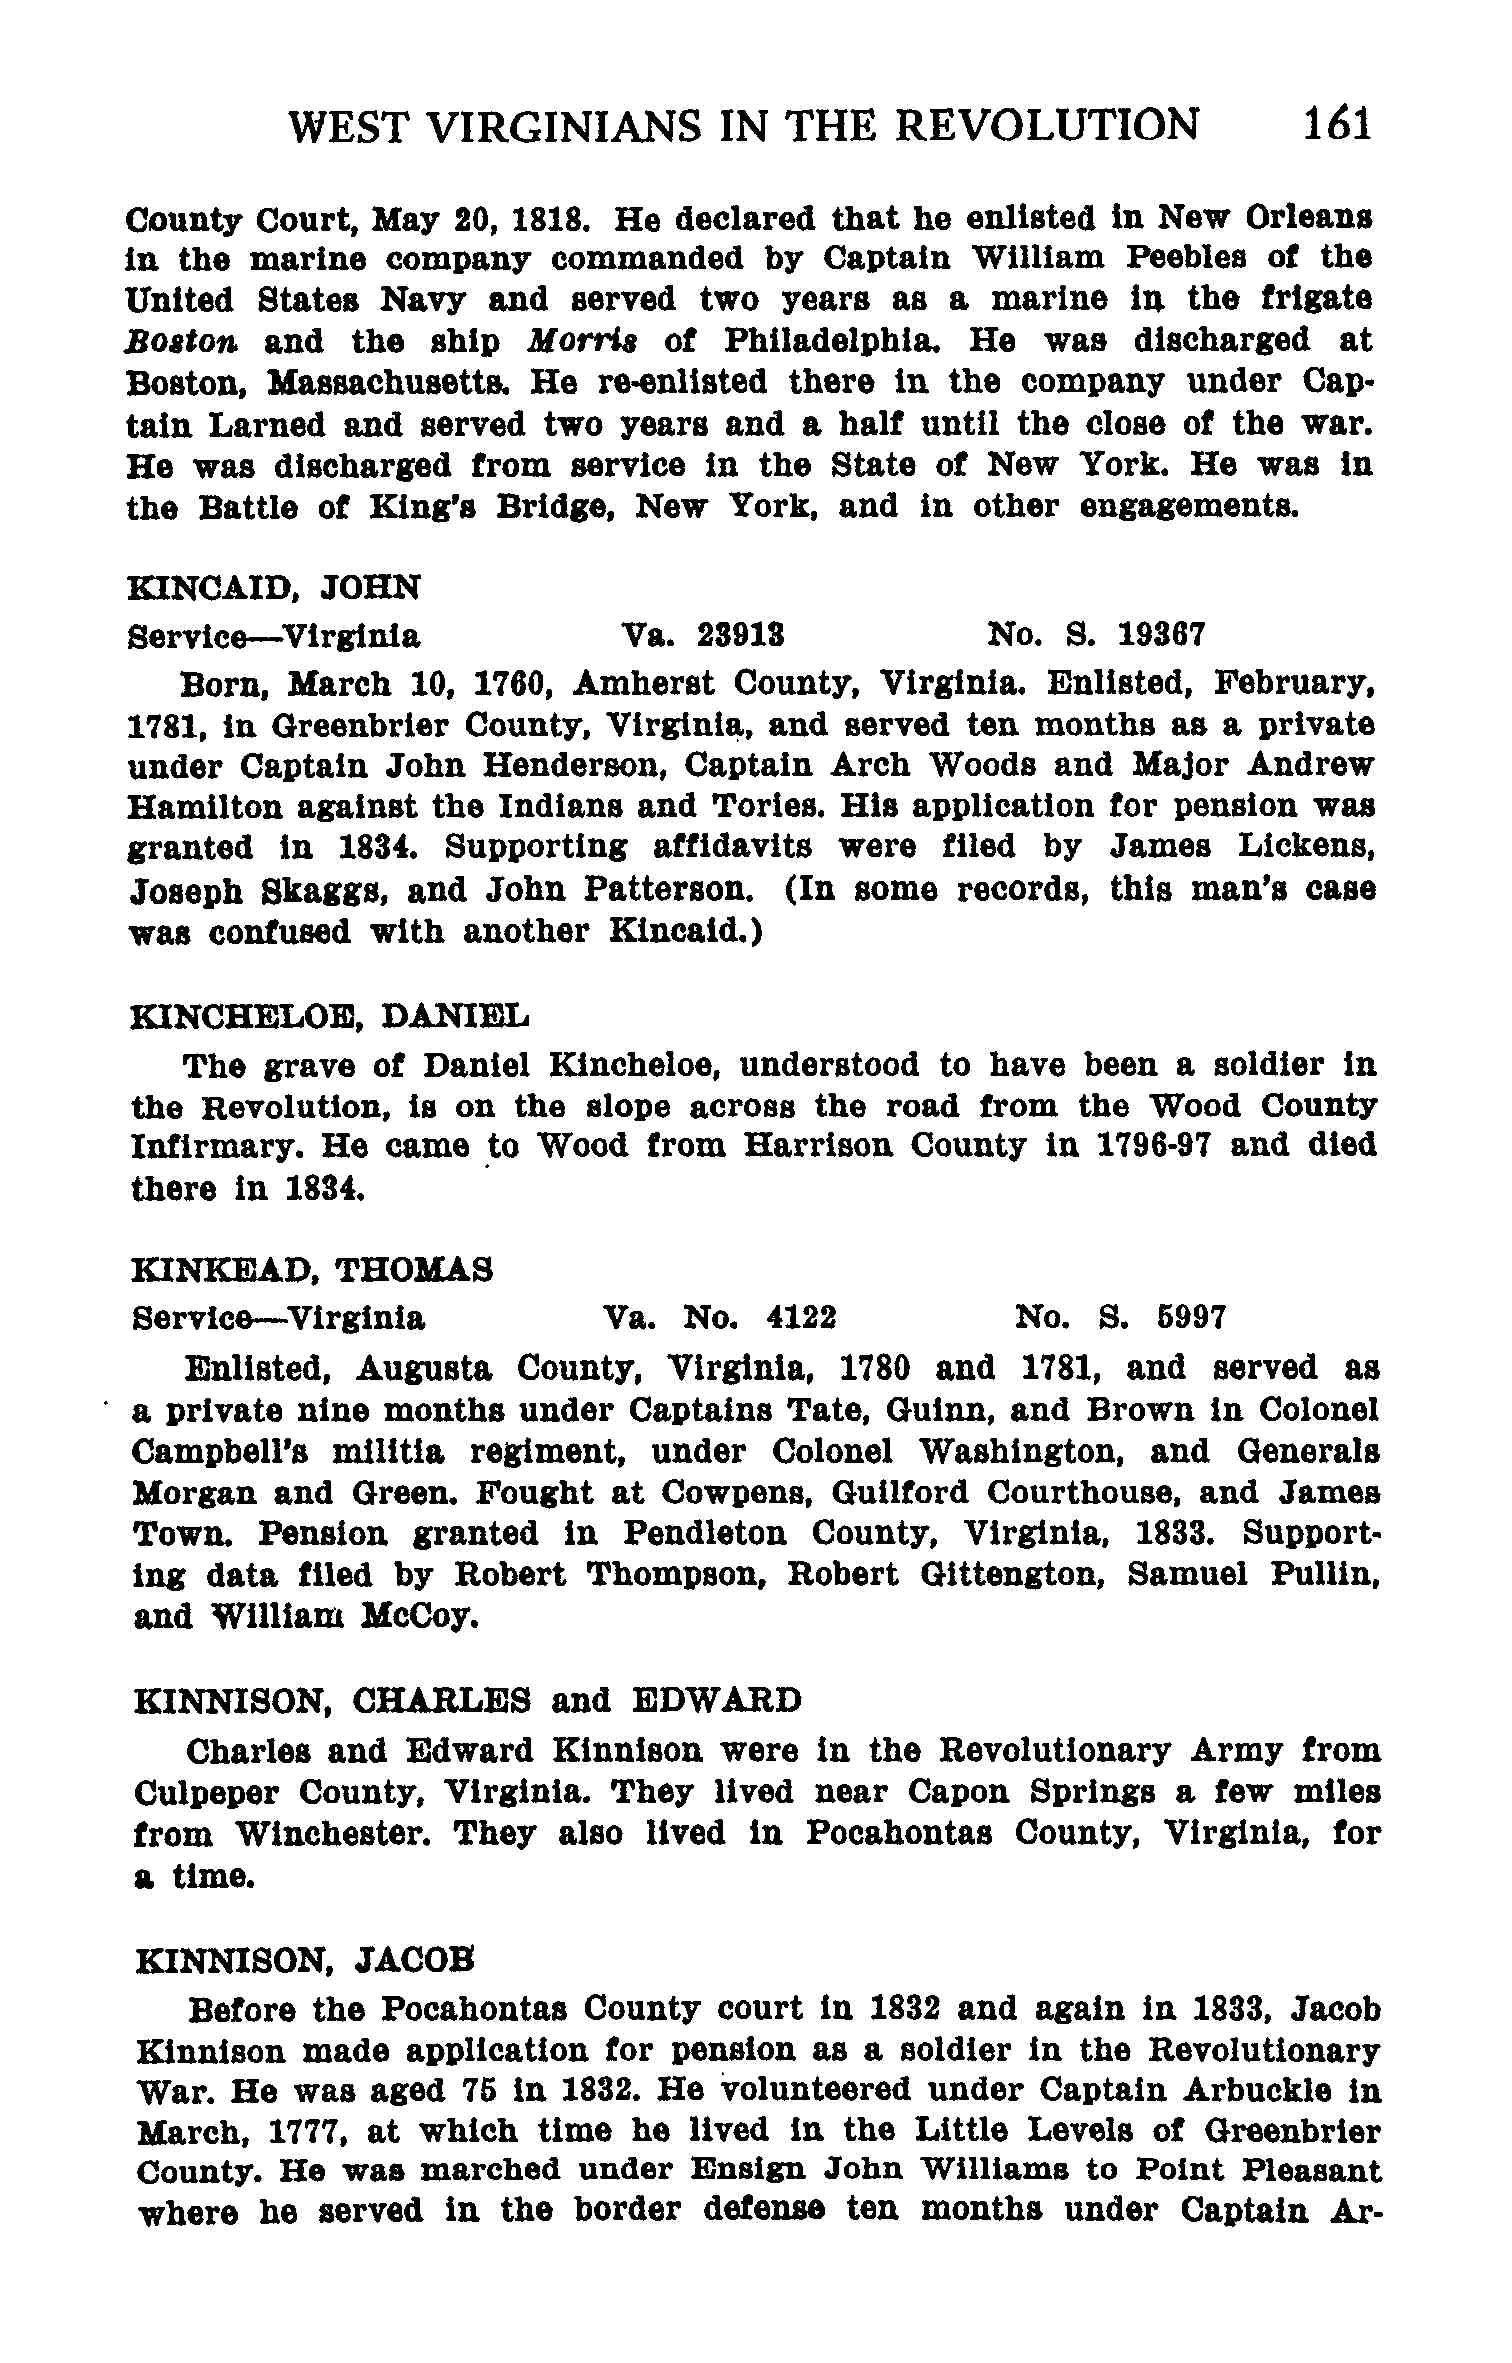 WEST VIRGINIANS IN THE REVOLUTION 161
County Court, May 20, 1818. He declared that he enlisted in New Orleans
in the marine company commanded by Captain William Peebles of the
United States Navy and served two years as a marine in the frigate
Boston and the ship Morris of Philadelphia. He was discharged at
Boston, Massachusetts. He re-enlisted there in the company under Cap-
tain Larned and served two years and a half until the close of the war.
He was discharged from service in the State of New York. He was in
the Battle of King's Bridge, New York, and in other engagements.
KINCAID, JOHN
Service—Virginia Va. 23913 No. S. 19367
Born, March 10, 1760, Amherst County, Virginia. Enlisted, February,
1781, in Greenbrier County, Virginia, and served ten months as a private
under Captain John Henderson, Captain Arch Woods and Major Andrew
Hamilton against the Indians and Tories. His application for pension was
granted in 1834. Supporting affidavits were filed by James Lickens,
Joseph Skaggs, and John Patterson. (In some records, this man's case
was confused with another Kincaid.)
KINCHELOE, DANIEL
The grave of Daniel Kincheloe, understood to have been a soldier in
the Revolution, is on the slope across the road from the Wood County
Infirmary. He came to Wood from Harrison County in 1796-97 and died
there in 1834.
KINKEAD, THOMAS
Service—Virginia Va. No. 4122 No. S. 5997
Enlisted, Augusta County, Virginia, 1780 and 1781, and served as
a private nine months under Captains Tate, Guinn, and Brown in Colonel
Campbell's militia regiment, under Colonel Washington, and Generals
Morgan and Green. Fought at Cowpens, Guilford Courthouse, and James
Town. Pension granted in Pendleton County, Virginia, 1833. Support-
ing data filed by Robert Thompson, Robert Gittengton, Samuel Pullin,
and William McCoy.
KINNISON, CHARLES and EDWARD
Charles and Edward Kinnison were in the Revolutionary Army from
Culpeper County, Virginia. They lived near Capon Springs a few miles
from Winchester. They also lived in Pocahontas County, Virginia, for
a time.
KINNISON, JACOB
Before the Pocahontas County court in 1832 and again in 1833, Jacob
Kinnison made application for pension as a soldier in the Revolutionary
War. He was aged 75 in 1832. He volunteered under Captain Arbuckle in
March, 1777, at which time he lived in the Little Levels of Greenbrier
County. He was marched under Ensign John Williams to Point Pleasant
where he served in the border defense ten months under Captain Ar-